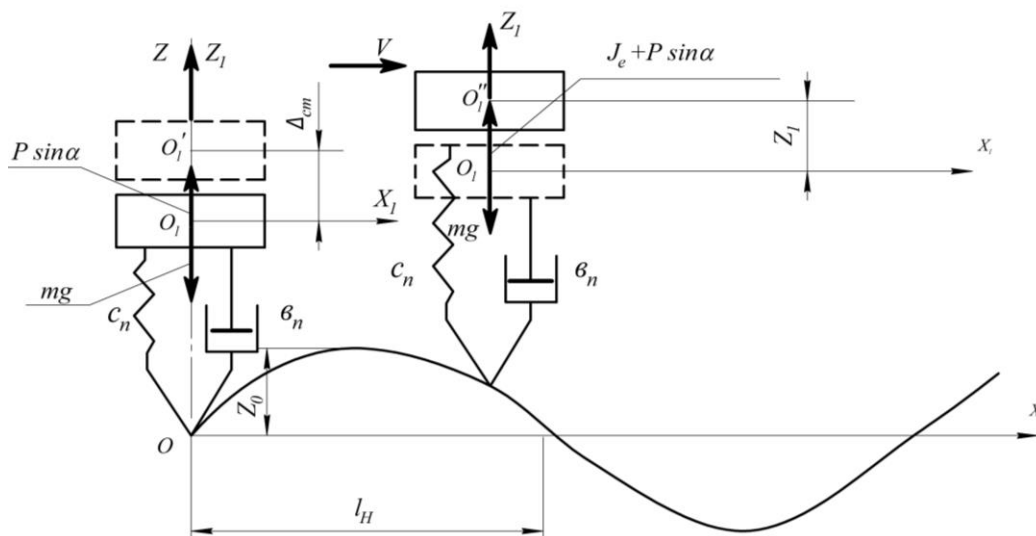 Z Z₁
V
Z₁
J_e + P sinα
Δ_cm
O₁′
P sinα
X₁
O₁
mg
c_n
в_n
Z₀
O
l_H
O₁″
Z₁
X₁
O₁
mg
c_n
в_n
X